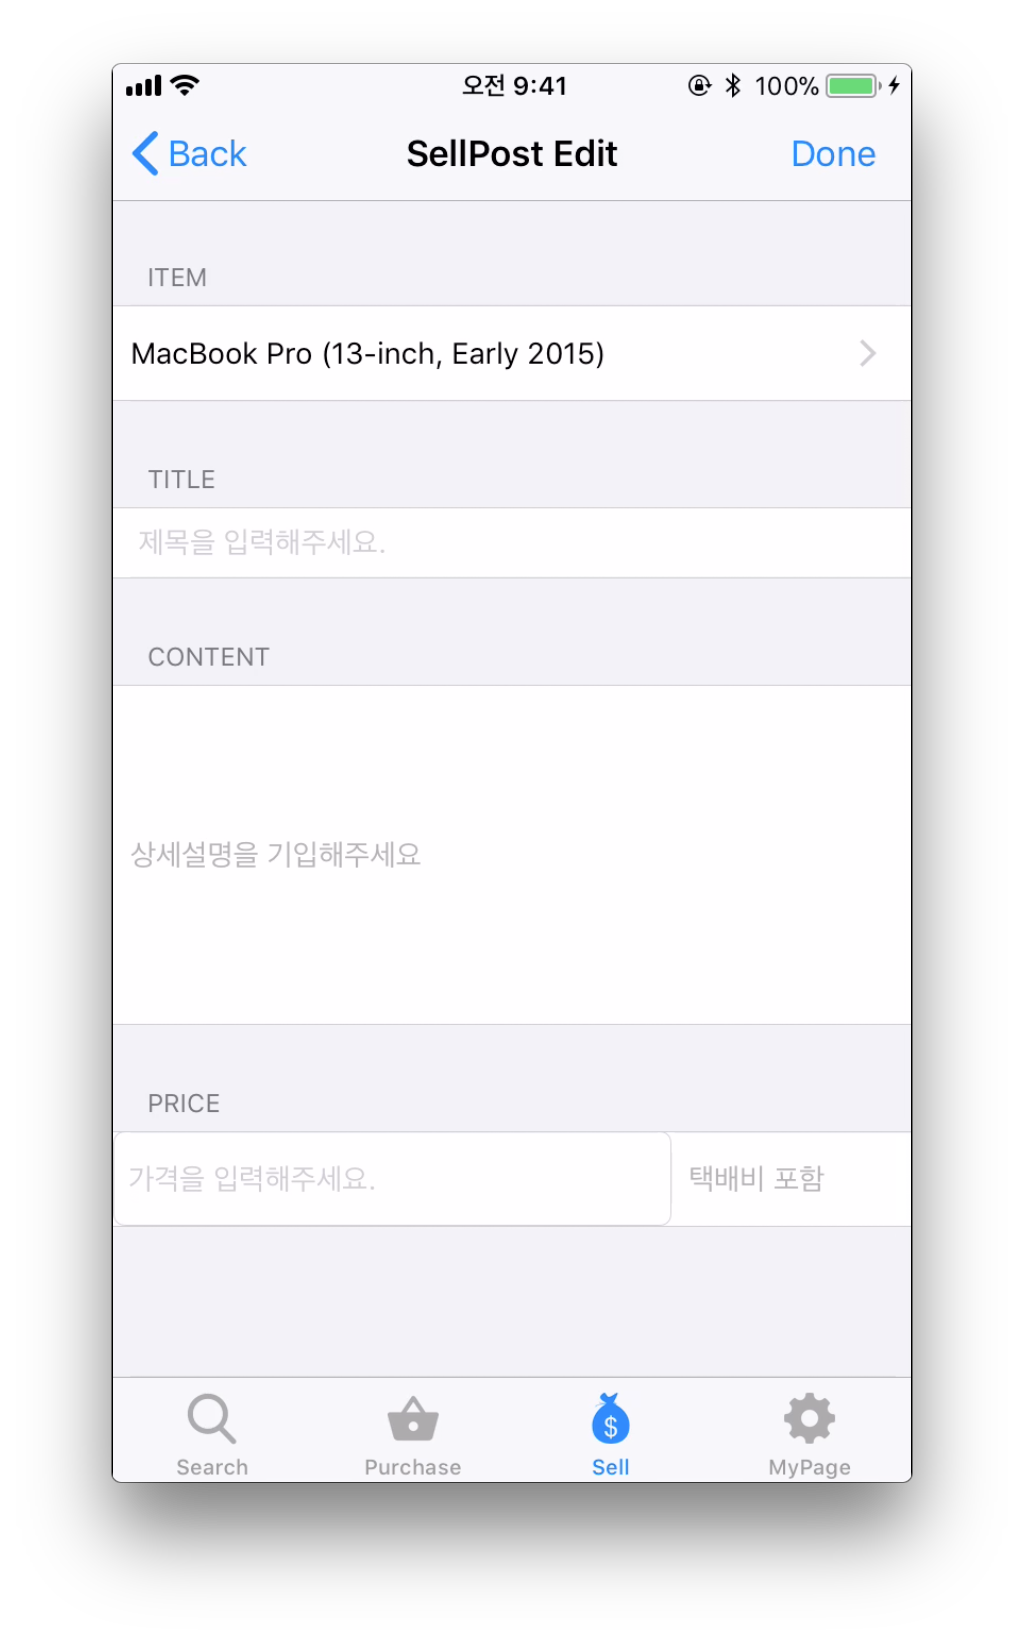 오전 9:41 100%
Back SellPost Edit Done
ITEM
MacBook Pro (13-inch, Early 2015)
TITLE
제목을 입력해주세요.
CONTENT
상세설명을 기입해주세요
PRICE
가격을 입력해주세요. 택배비 포함
$
Search Purchase Sell MyPage